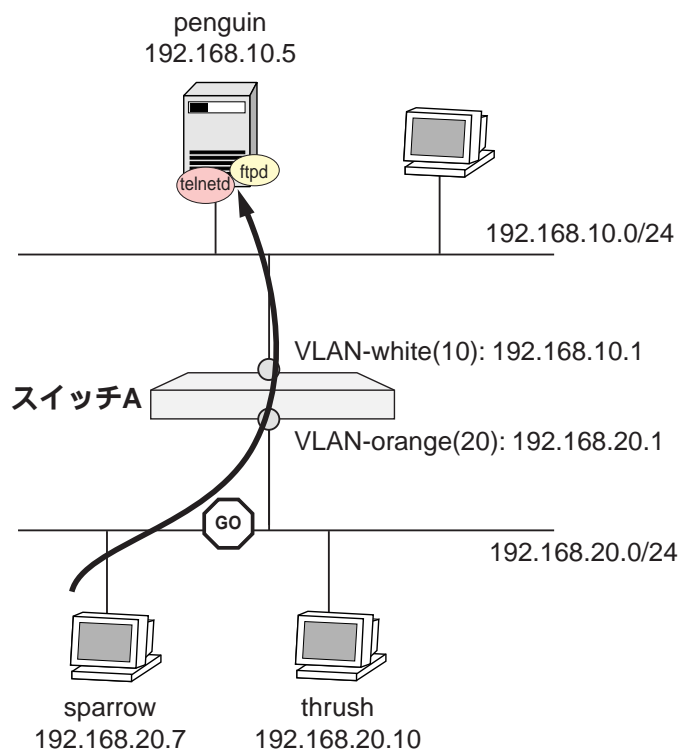 penguin
192.168.10.5
telnetd
ftpd
192.168.10.0/24
VLAN-white(10): 192.168.10.1
スイッチA
VLAN-orange(20): 192.168.20.1
GO
192.168.20.0/24
sparrow
192.168.20.7
thrush
192.168.20.10